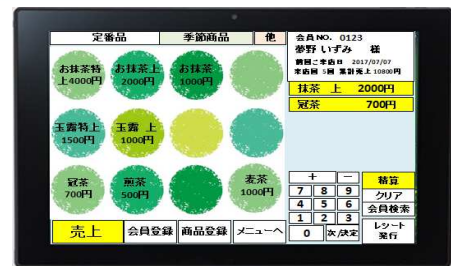 定番品 季節商品 他
会員NO. 0123
夢野 いずみ 様
前回ご来店日 2017/07/07
来店回 5回 累計売上 10800円
お抹茶特
上4000円
お抹茶上
2000円
お抹茶
1000円
抹茶 上 2000円
冠茶 700円
玉露特上
1500円
玉露 上
1000円
冠茶
700円
煎茶
500円
麦茶
1000円
+ −
7 8 9
4 5 6
1 2 3
0 次/決定
精算
クリア
会員検索
レシート
発行
売上 会員登録 商品登録 メニューへ